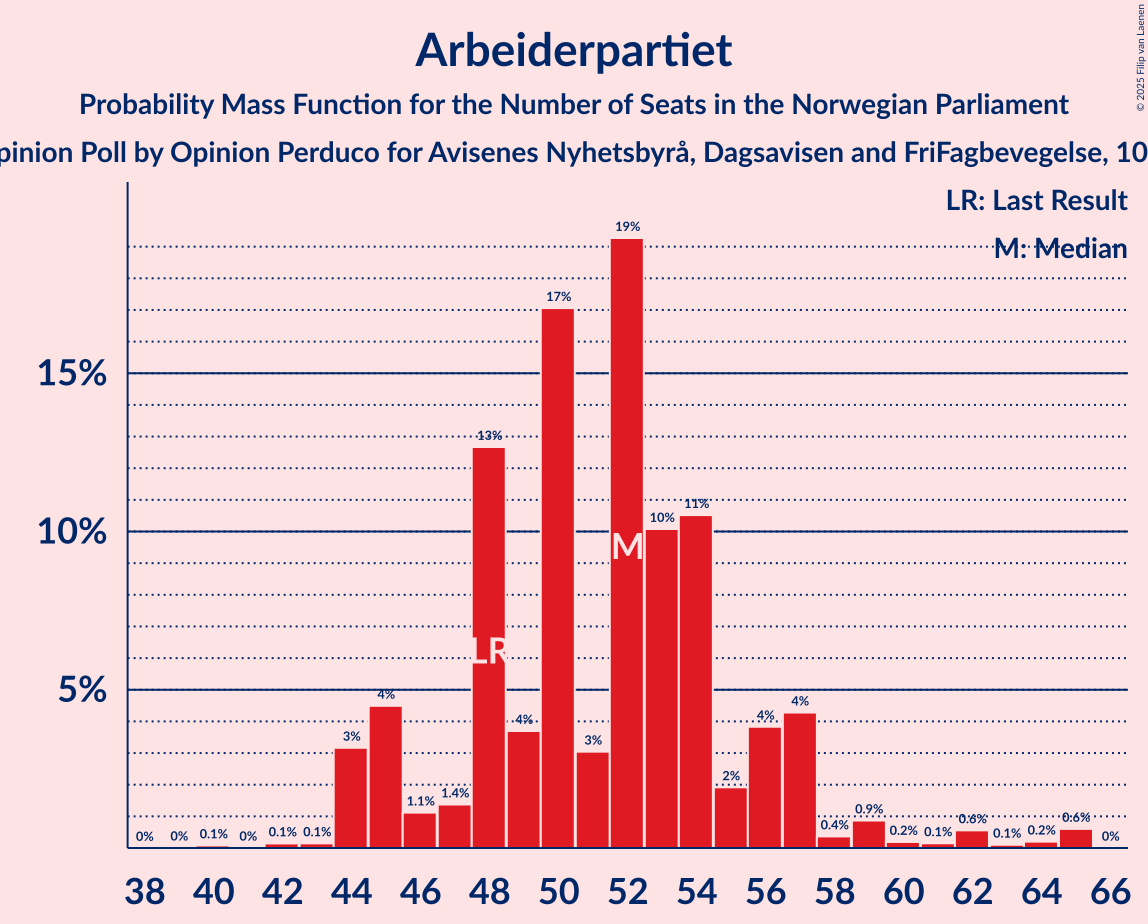 Arbeiderpartiet
© 2025 Filip van Laenen
Probability Mass Function for the Number of Seats in the Norwegian Parliament
pinion Poll by Opinion Perduco for Avisenes Nyhetsbyrå, Dagsavisen and FriFagbevegelse, 10
LR: Last Result
M: Median
15%
10%
5%
0% 0% 0.1% 0% 0.1% 0.1% 3% 4% 1.1% 1.4% 13% 4% 17% 3% 19% 10% 11% 2% 4% 4% 0.4% 0.9% 0.2% 0.1% 0.6% 0.1% 0.2% 0.6% 0%
LR
M
38 40 42 44 46 48 50 52 54 56 58 60 62 64 66